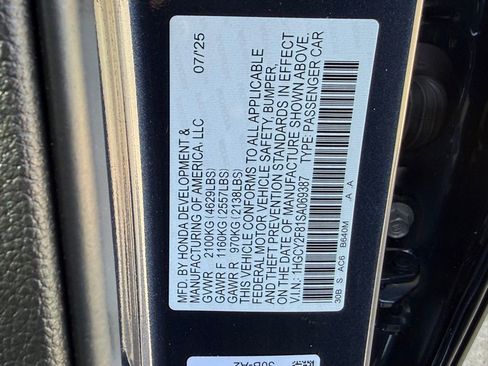 MFD. BY HONDA DEVELOPMENT & 07/25
MANUFACTURING OF AMERICA, LLC
GVWR 2100KG (4629LBS)
GAWR F 1160KG (2557LBS)
GAWR R 970KG (2138LBS)
THIS VEHICLE CONFORMS TO ALL APPLICABLE
FEDERAL MOTOR VEHICLE SAFETY, BUMPER,
AND THEFT PREVENTION STANDARDS IN EFFECT
ON THE DATE OF MANUFACTURE SHOWN ABOVE.
V.I.N.: 1HGCY2F81SA069387 TYPE: PASSENGER CAR
30B S AC6 B640M A A
30B-A2